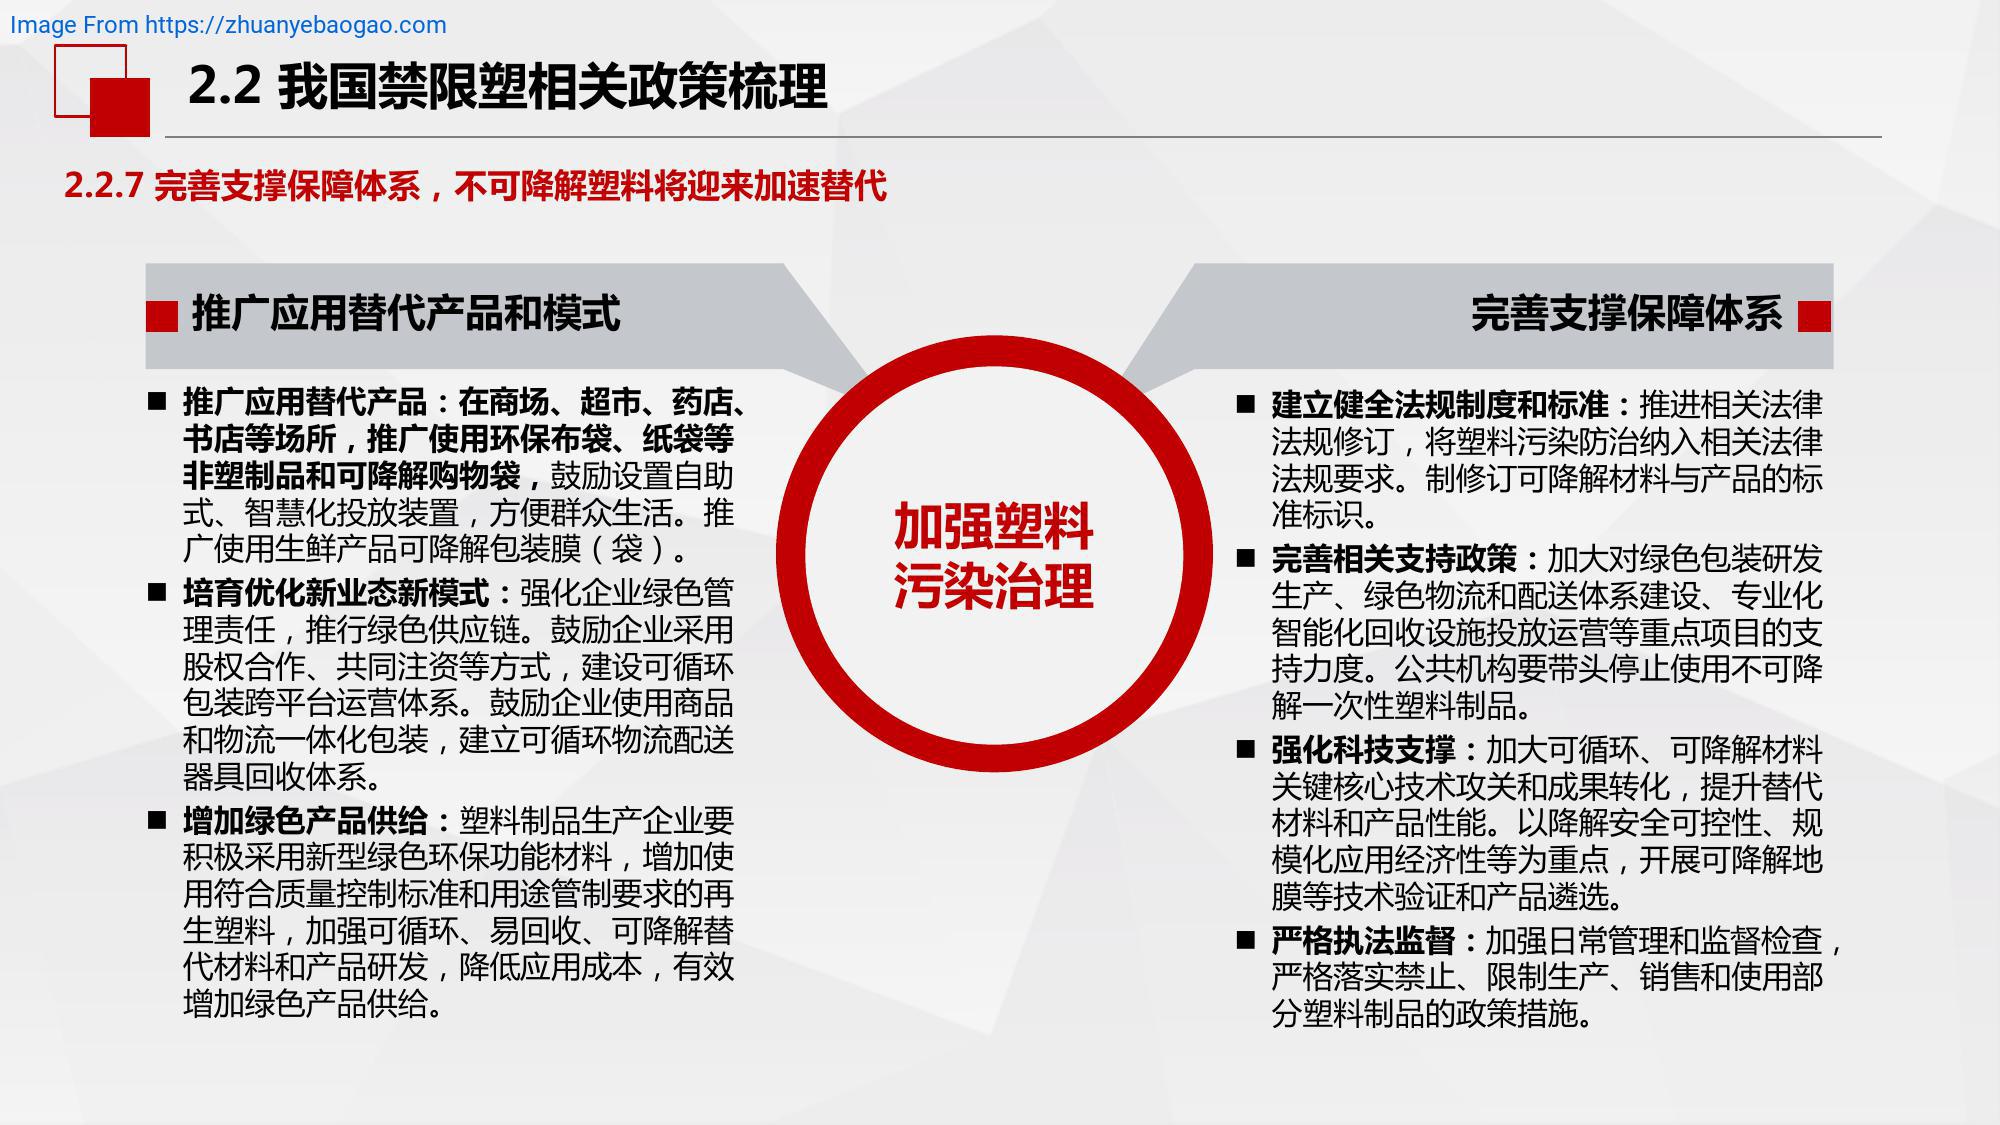 Image From https://zhuanyebaogao.com
2.2 我国禁限塑相关政策梳理
2.2.7 完善支撑保障体系，不可降解塑料将迎来加速替代
推广应用替代产品和模式
■ 推广应用替代产品：在商场、超市、药店、
书店等场所，推广使用环保布袋、纸袋等
非塑制品和可降解购物袋，鼓励设置自助
式、智慧化投放装置，方便群众生活。推
广使用生鲜产品可降解包装膜（袋）。
■ 培育优化新业态新模式：强化企业绿色管
理责任，推行绿色供应链。鼓励企业采用
股权合作、共同注资等方式，建设可循环
包装跨平台运营体系。鼓励企业使用商品
和物流一体化包装，建立可循环物流配送
器具回收体系。
■ 增加绿色产品供给：塑料制品生产企业要
积极采用新型绿色环保功能材料，增加使
用符合质量控制标准和用途管制要求的再
生塑料，加强可循环、易回收、可降解替
代材料和产品研发，降低应用成本，有效
增加绿色产品供给。
加强塑料
污染治理
完善支撑保障体系
■ 建立健全法规制度和标准：推进相关法律
法规修订，将塑料污染防治纳入相关法律
法规要求。制修订可降解材料与产品的标
准标识。
■ 完善相关支持政策：加大对绿色包装研发
生产、绿色物流和配送体系建设、专业化
智能化回收设施投放运营等重点项目的支
持力度。公共机构要带头停止使用不可降
解一次性塑料制品。
■ 强化科技支撑：加大可循环、可降解材料
关键核心技术攻关和成果转化，提升替代
材料和产品性能。以降解安全可控性、规
模化应用经济性等为重点，开展可降解地
膜等技术验证和产品遴选。
■ 严格执法监督：加强日常管理和监督检查，
严格落实禁止、限制生产、销售和使用部
分塑料制品的政策措施。